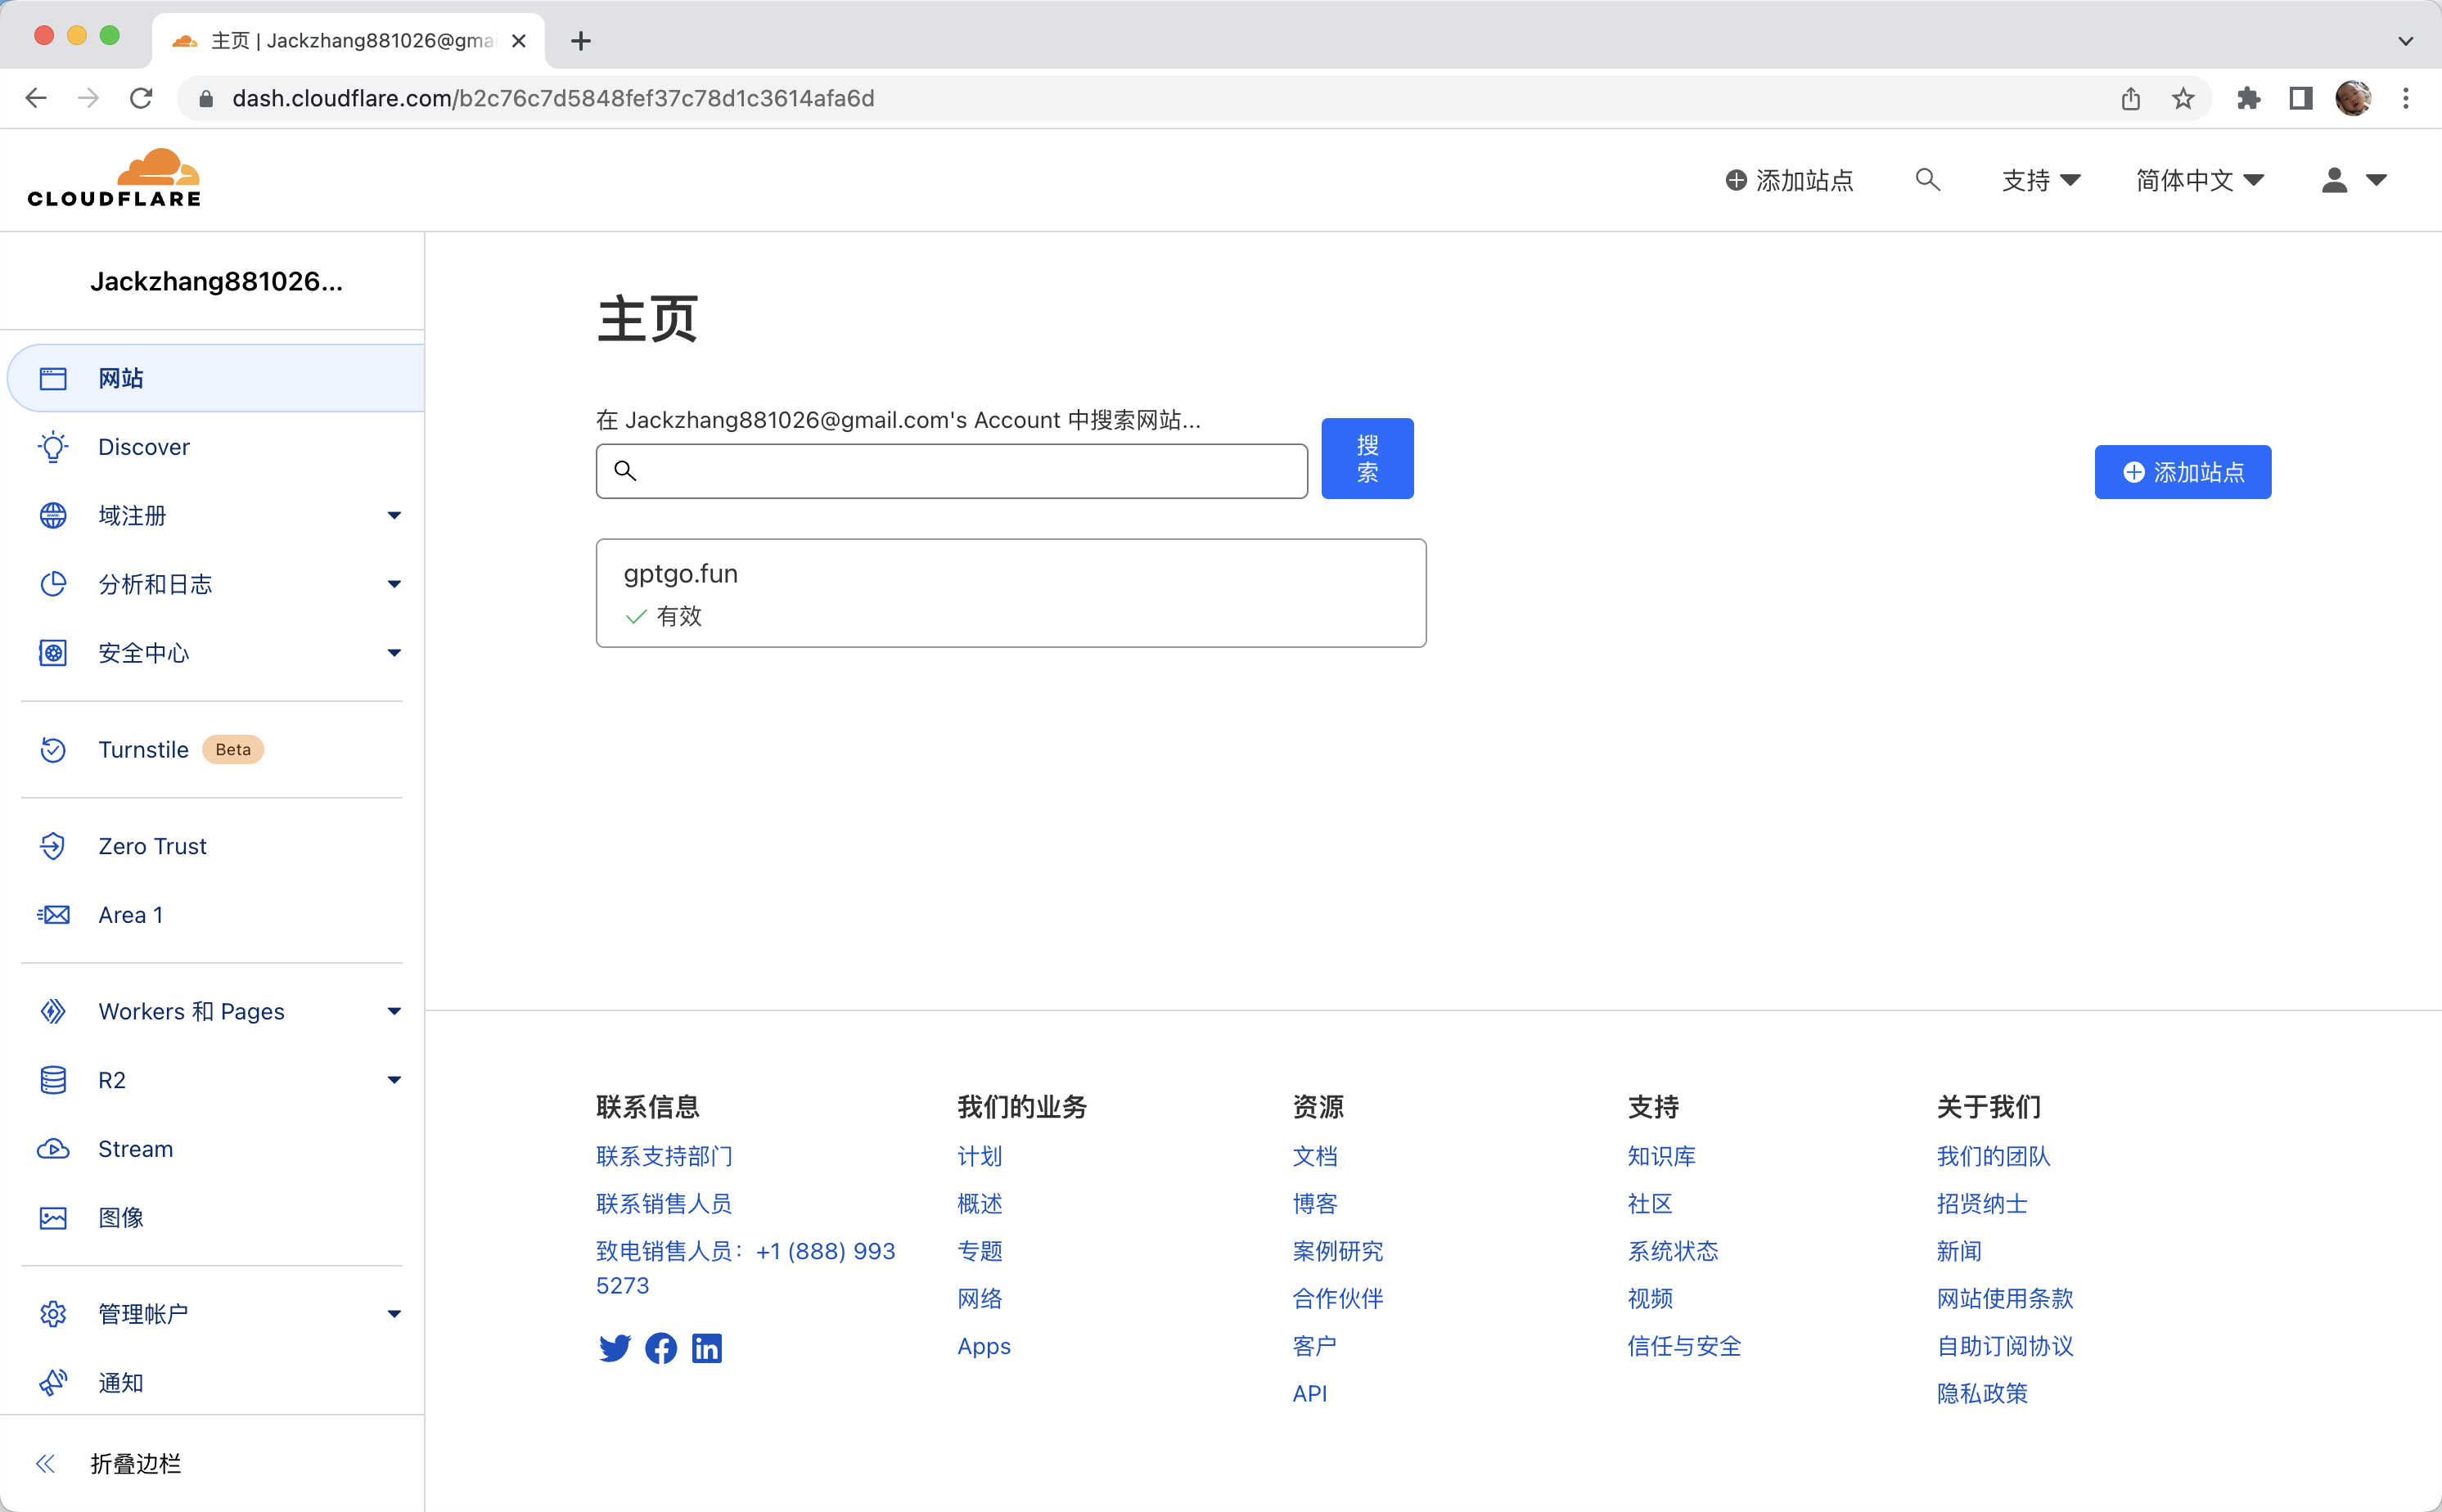 主页 | Jackzhang881026@gmai
dash.cloudflare.com/b2c76c7d5848fef37c78d1c3614afa6d
CLOUDFLARE
添加站点
支持
简体中文
Jackzhang881026...
网站
Discover
域注册
分析和日志
安全中心
Turnstile Beta
Zero Trust
Area 1
Workers 和 Pages
R2
Stream
图像
管理帐户
通知
折叠边栏
主页
在 Jackzhang881026@gmail.com's Account 中搜索网站...
搜
索
添加站点
gptgo.fun
有效
联系信息
联系支持部门
联系销售人员
致电销售人员：+1 (888) 993
5273
我们的业务
计划
概述
专题
网络
Apps
资源
文档
博客
案例研究
合作伙伴
客户
API
支持
知识库
社区
系统状态
视频
信任与安全
关于我们
我们的团队
招贤纳士
新闻
网站使用条款
自助订阅协议
隐私政策